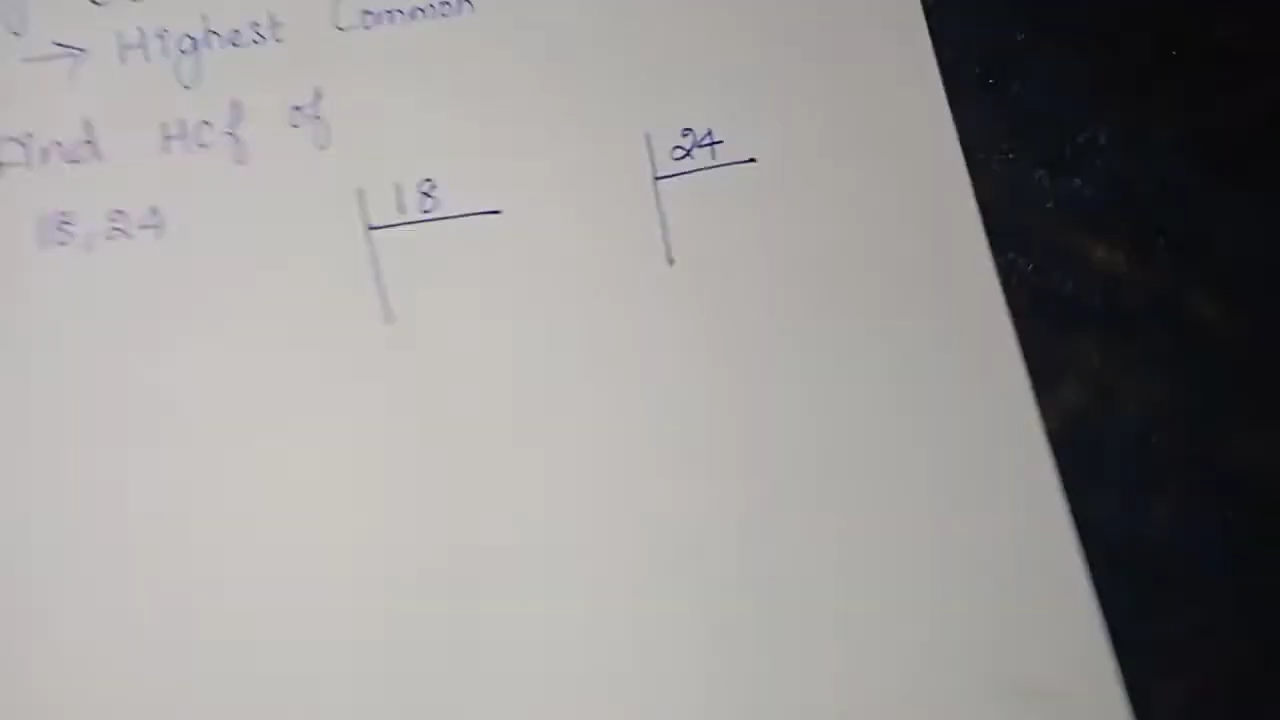 → Highest Common
Find HCf of
18, 24
18
24